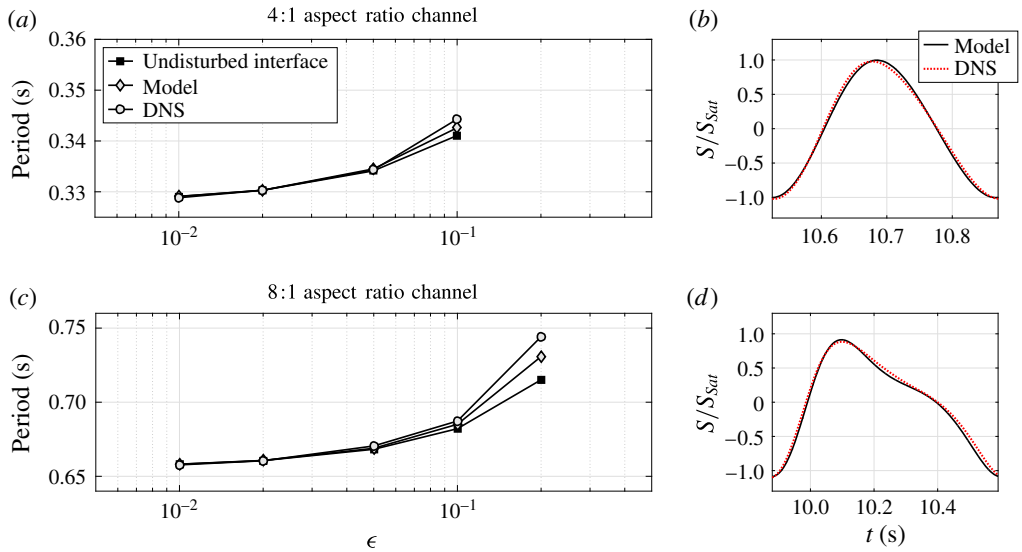 (a)
4:1 aspect ratio channel
0.36
0.35
0.34
0.33
Period (s)
Undisturbed interface
Model
DNS
10⁻²
10⁻¹
(b)
Model
DNS
1.0
0.5
0
−0.5
−1.0
S/S_Sat
10.6
10.7
10.8
(c)
8:1 aspect ratio channel
0.75
0.70
0.65
Period (s)
10⁻²
10⁻¹
ϵ
(d)
1.0
0.5
0
−0.5
−1.0
S/S_Sat
10.0
10.2
10.4
t (s)